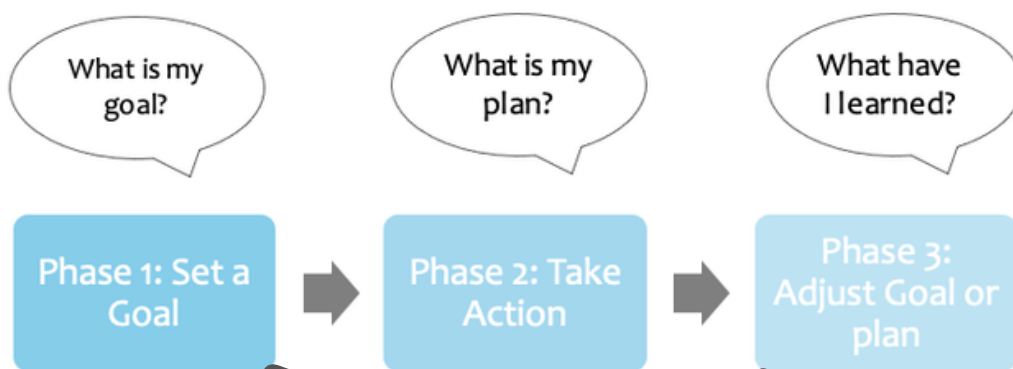 What is my
goal?
What is my
plan?
What have
I learned?
Phase 1: Set a
Goal
Phase 2: Take
Action
Phase 3:
Adjust Goal or
plan